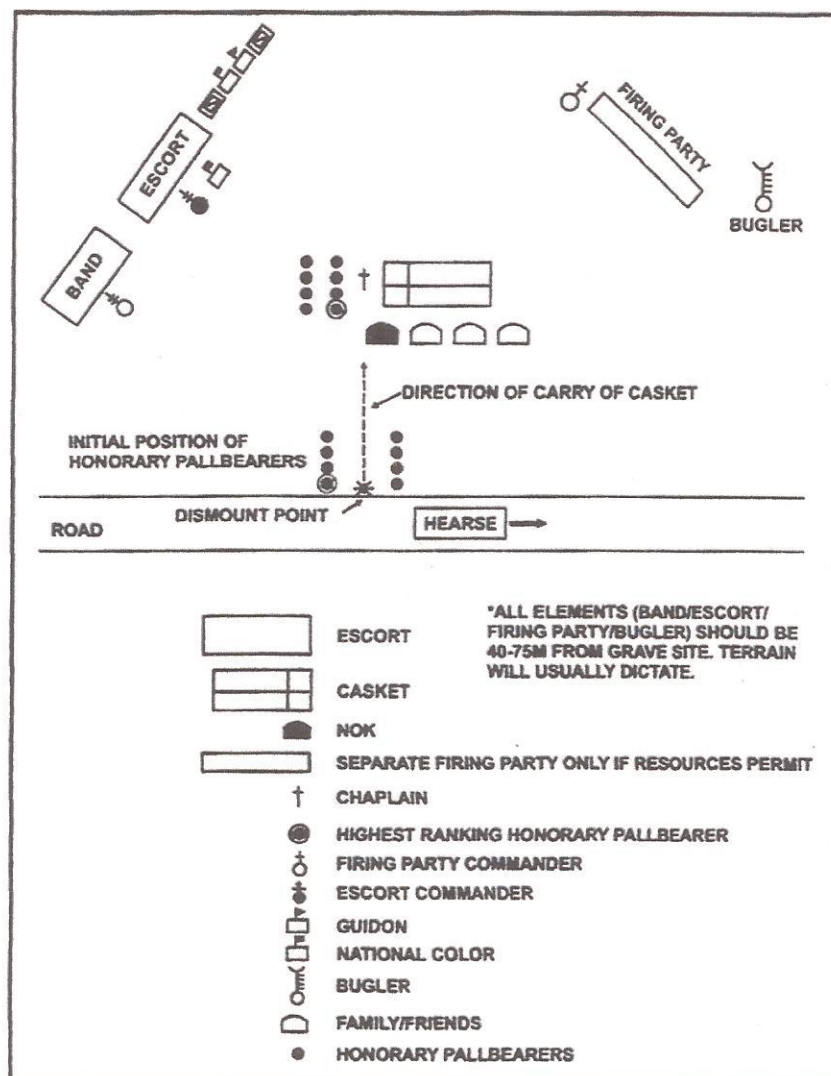 ESCORT
FIRING PARTY
BUGLER
BAND
DIRECTION OF CARRY OF CASKET
INITIAL POSITION OF
HONORARY PALLBEARERS
DISMOUNT POINT
ROAD
HEARSE
ESCORT
*ALL ELEMENTS (BAND/ESCORT/
FIRING PARTY/BUGLER) SHOULD BE
40-75M FROM GRAVE SITE. TERRAIN
WILL USUALLY DICTATE.
CASKET
NOK
SEPARATE FIRING PARTY ONLY IF RESOURCES PERMIT
CHAPLAIN
HIGHEST RANKING HONORARY PALLBEARER
FIRING PARTY COMMANDER
ESCORT COMMANDER
GUIDON
NATIONAL COLOR
BUGLER
FAMILY/FRIENDS
HONORARY PALLBEARERS